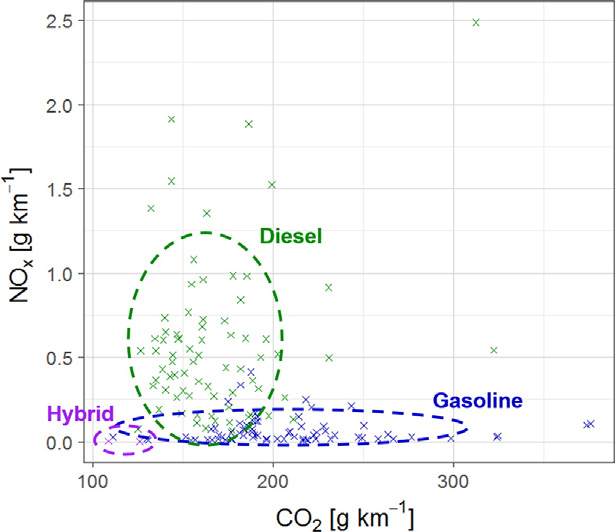 2.5
2.0
1.5
1.0
0.5
0.0
NOₓ [g km⁻¹]
Diesel
Gasoline
Hybrid
100
200
300
CO₂ [g km⁻¹]